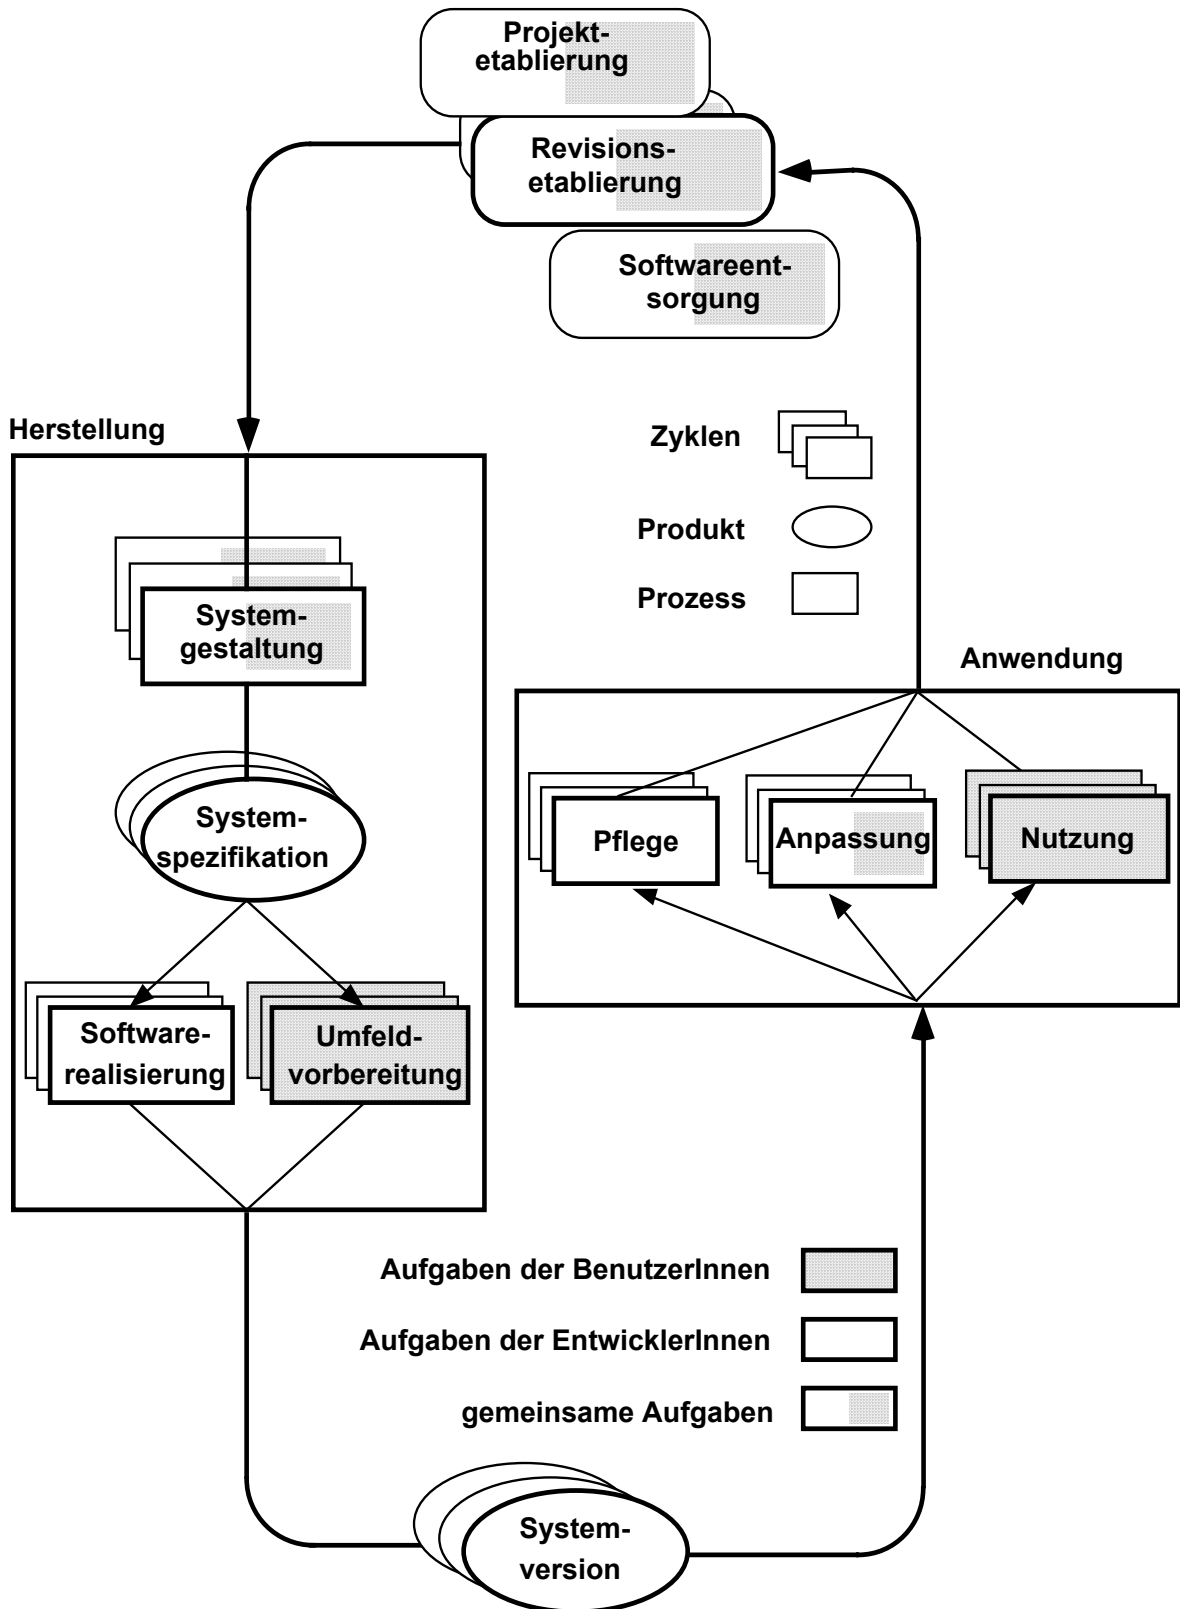 Projekt-
etablierung
Revisions-
etablierung
Softwareent-
sorgung
Herstellung
Zyklen
Produkt
Prozess
System-
gestaltung
Anwendung
System-
spezifikation
Pflege
Anpassung
Nutzung
Software-
realisierung
Umfeld-
vorbereitung
Aufgaben der BenutzerInnen
Aufgaben der EntwicklerInnen
gemeinsame Aufgaben
System-
version